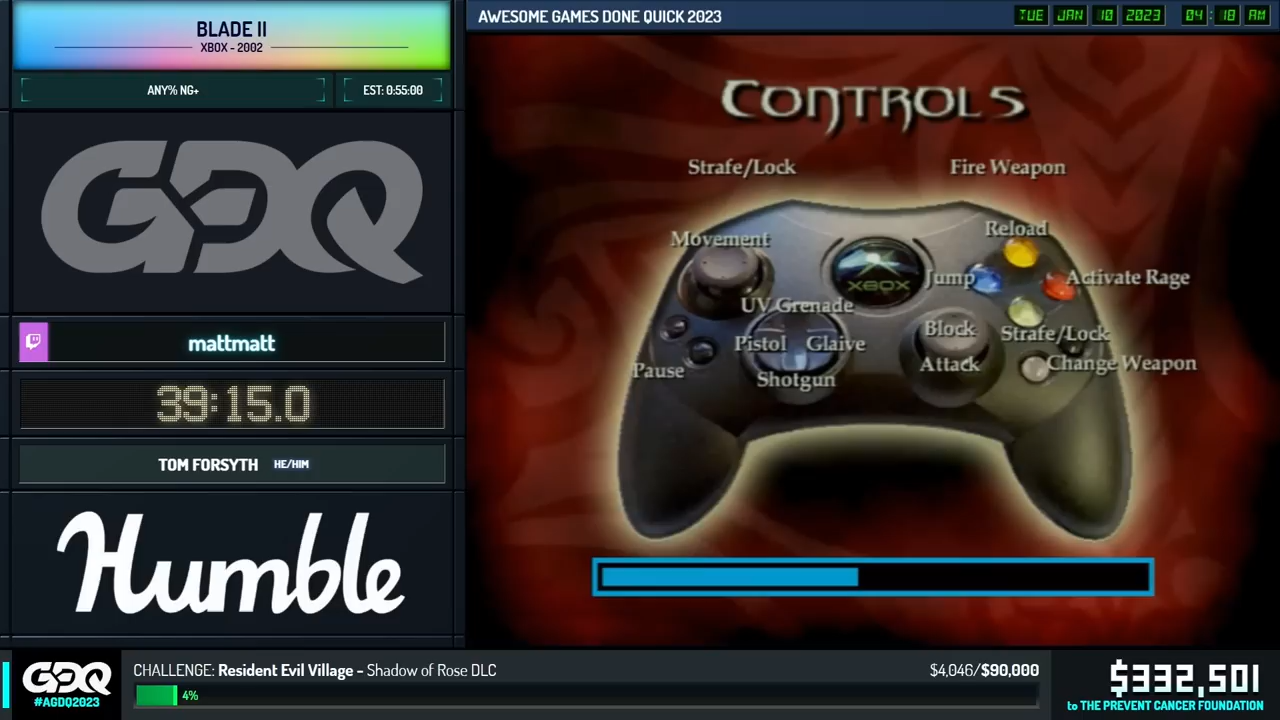 BLADE II
XBOX - 2002
ANY% NG+
EST: 0:55:00
GDQ
mattmatt
39:15.0
TOM FORSYTH HE/HIM
Humble
AWESOME GAMES DONE QUICK 2023
TUE JAN 10 2023 04:18 AM
CONTROLS
Strafe/Lock
Fire Weapon
Movement
Reload
XBOX
Jump
Activate Rage
UV Grenade
Pistol
Glaive
Block
Strafe/Lock
Pause
Shotgun
Attack
Change Weapon
GDQ
#AGDQ2023
CHALLENGE: Resident Evil Village - Shadow of Rose DLC
$4,046/$90,000
4%
$332,501
to THE PREVENT CANCER FOUNDATION